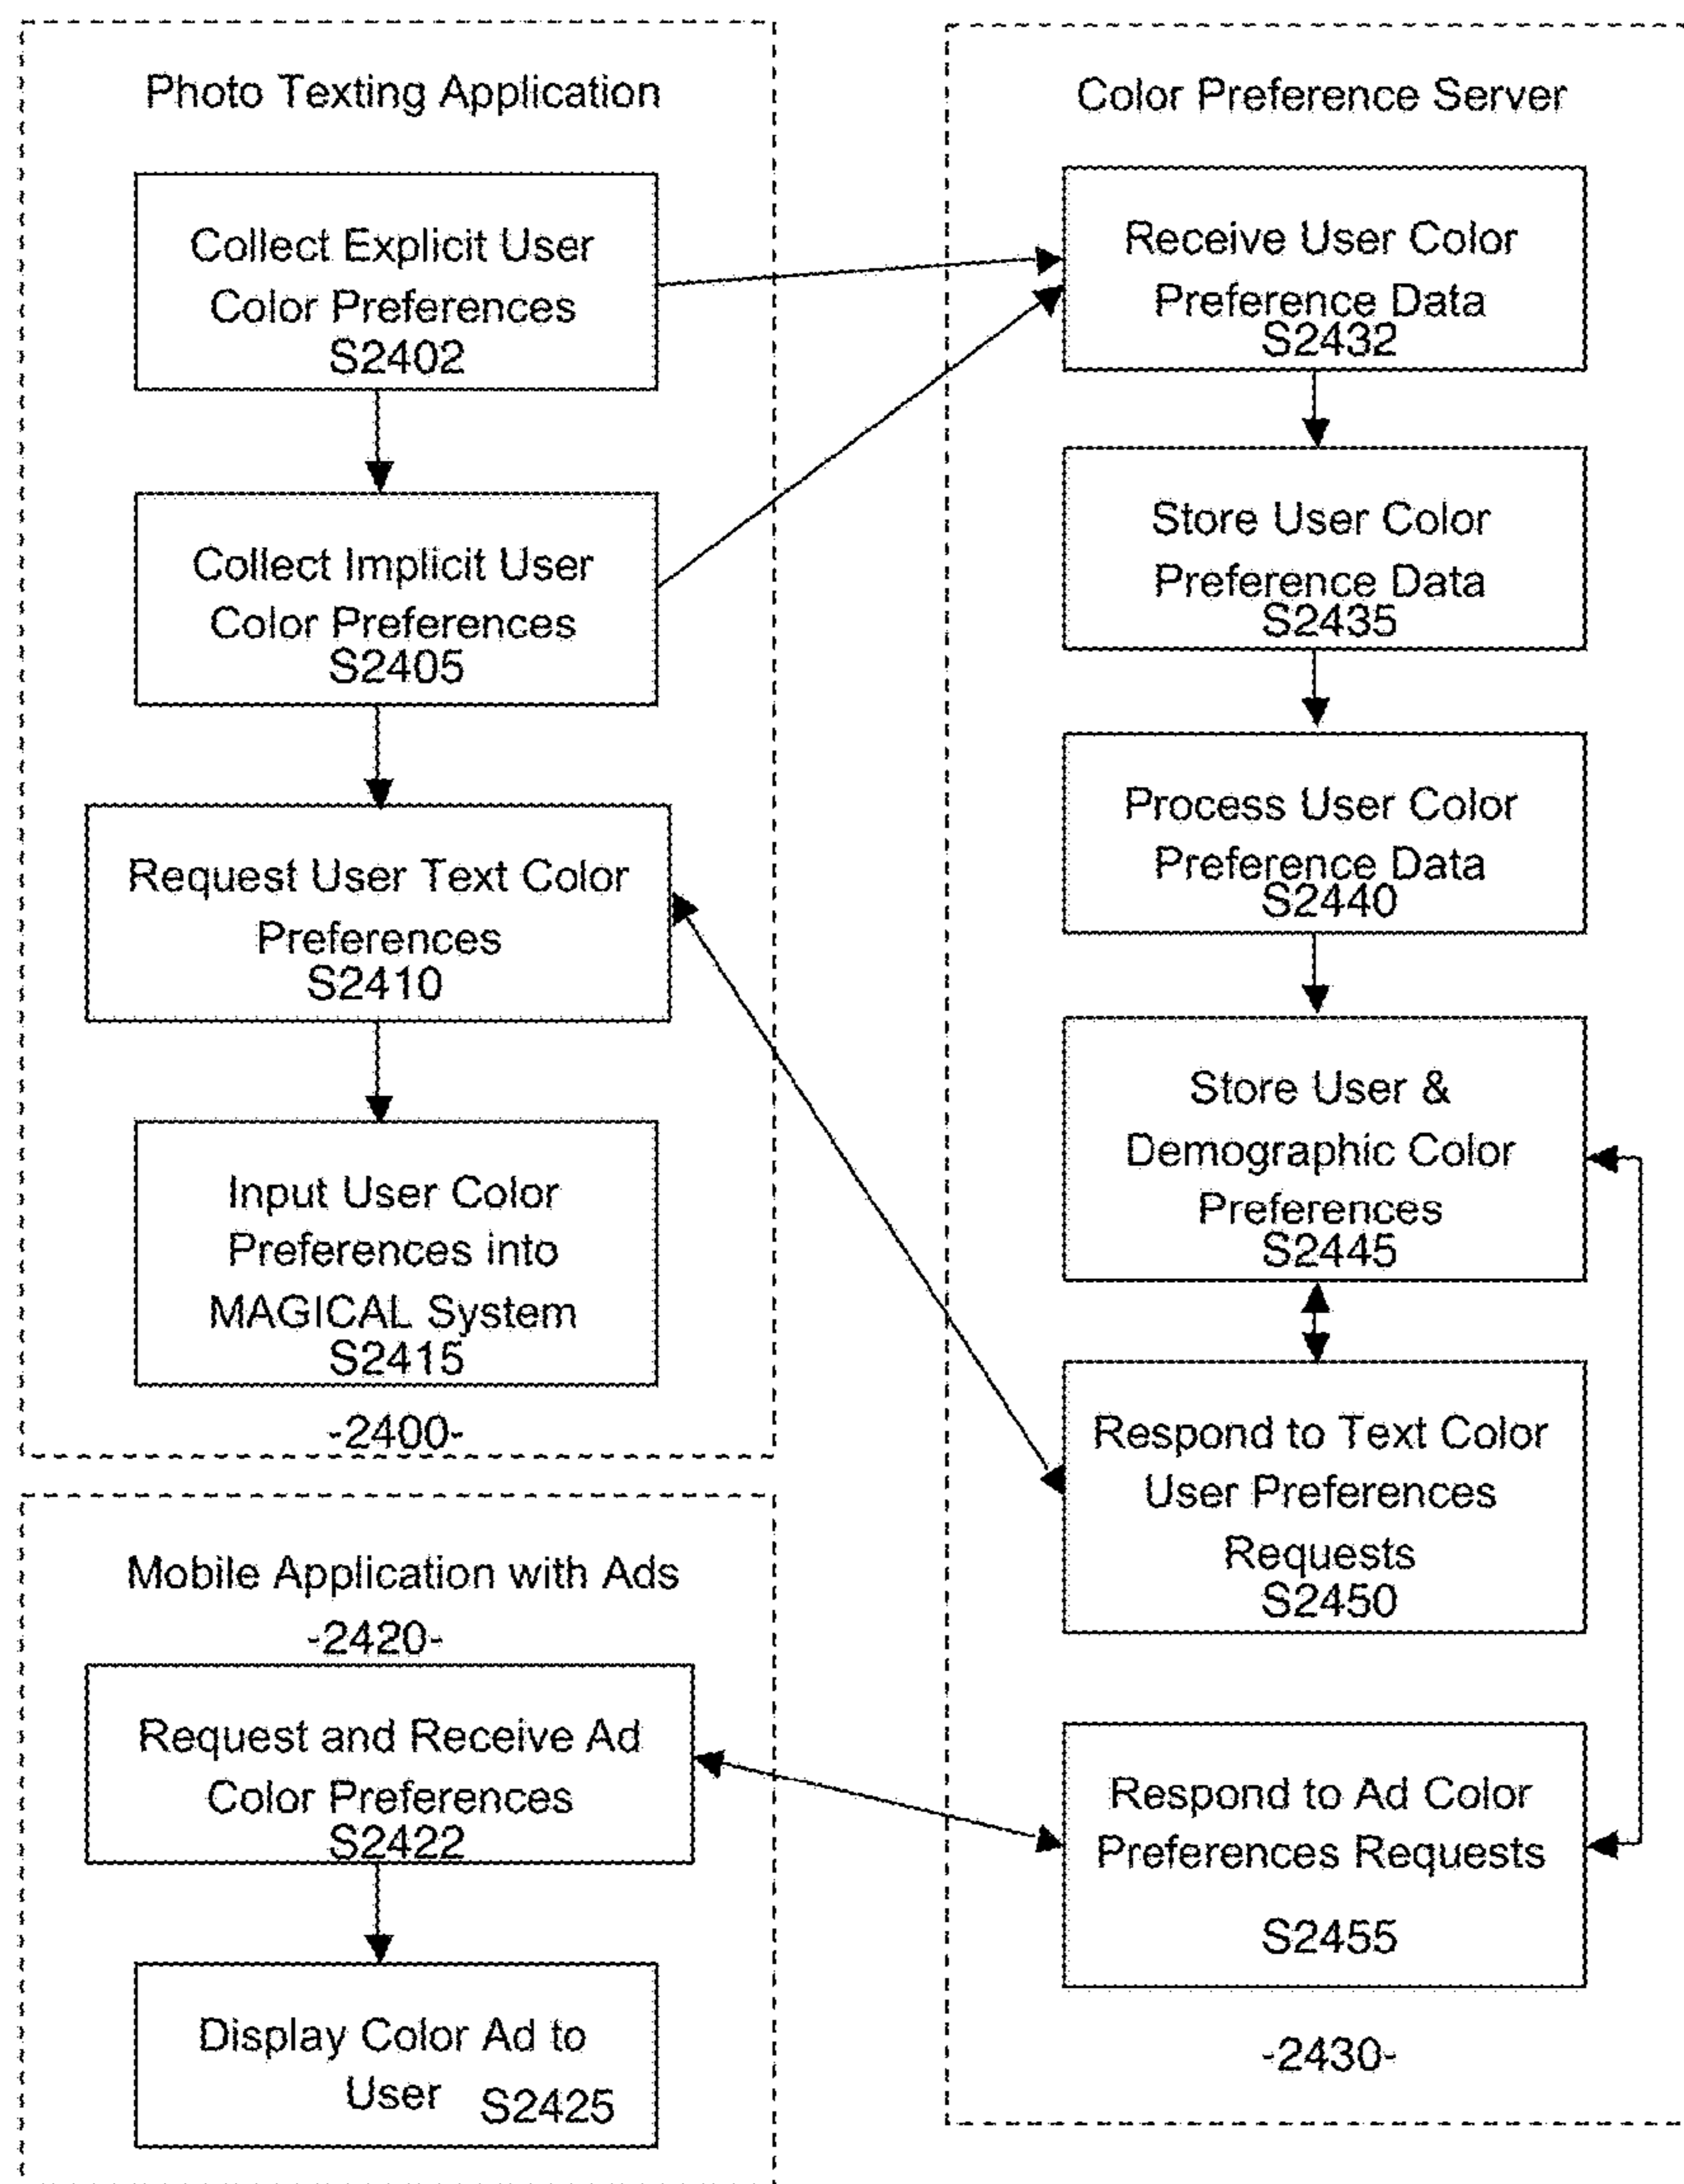 Photo Texting Application
Collect Explicit User
Color Preferences
S2402
Collect Implicit User
Color Preferences
S2405
Request User Text Color
Preferences
S2410
Input User Color
Preferences into
MAGICAL System
S2415
-2400-
Mobile Application with Ads
-2420-
Request and Receive Ad
Color Preferences
S2422
Display Color Ad to
User S2425
Color Preference Server
Receive User Color
Preference Data
S2432
Store User Color
Preference Data
S2435
Process User Color
Preference Data
S2440
Store User &
Demographic Color
Preferences
S2445
Respond to Text Color
User Preferences
Requests
S2450
Respond to Ad Color
Preferences Requests
S2455
-2430-